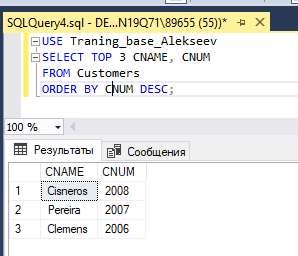 SQLQuery4.sql - DE...N19Q71\89655 (55))*
USE Traning_base_Alekseev
SELECT TOP 3 CNAME, CNUM
FROM Customers
ORDER BY CNUM DESC;
100 %
Результаты Сообщения
CNAME CNUM
1 Cisneros 2008
2 Pereira 2007
3 Clemens 2006